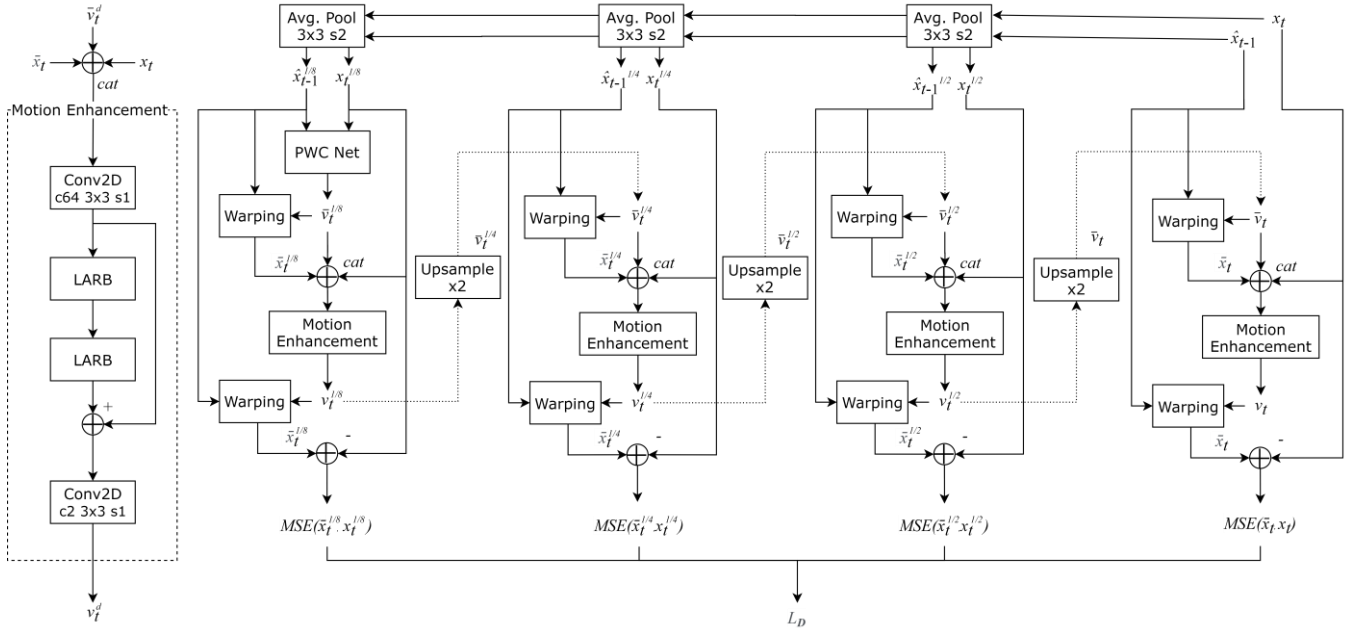 v̄_t^d
x̄_t
x_t
cat
Motion Enhancement
Conv2D
c64 3x3 s1
LARB
LARB
+
Conv2D
c2 3x3 s1
v_t^d
Avg. Pool
3x3 s2
x̂_{t-1}^{1/8} x_t^{1/8}
PWC Net
Warping
v̄_t^{1/8}
x̄_t^{1/8}
cat
Motion
Enhancement
Warping
v_t^{1/8}
x̄_t^{1/8}
-
MSE(x̄_t^{1/8}, x_t^{1/8})
v̄_t^{1/4}
Upsample
x2
Avg. Pool
3x3 s2
x̂_{t-1}^{1/4} x_t^{1/4}
Warping
v̄_t^{1/4}
x̄_t^{1/4}
cat
Motion
Enhancement
Warping
v_t^{1/4}
x̄_t^{1/4}
-
MSE(x̄_t^{1/4}, x_t^{1/4})
v̄_t^{1/2}
Upsample
x2
Avg. Pool
3x3 s2
x̂_{t-1}^{1/2} x_t^{1/2}
Warping
v̄_t^{1/2}
x̄_t^{1/2}
cat
Motion
Enhancement
Warping
v_t^{1/2}
x̄_t^{1/2}
-
MSE(x̄_t^{1/2}, x_t^{1/2})
v̄_t
Upsample
x2
x_t
x̂_{t-1}
Warping
v̄_t
x̄_t
cat
Motion
Enhancement
Warping
v_t
x̄_t
-
MSE(x̄_t, x_t)
L_D